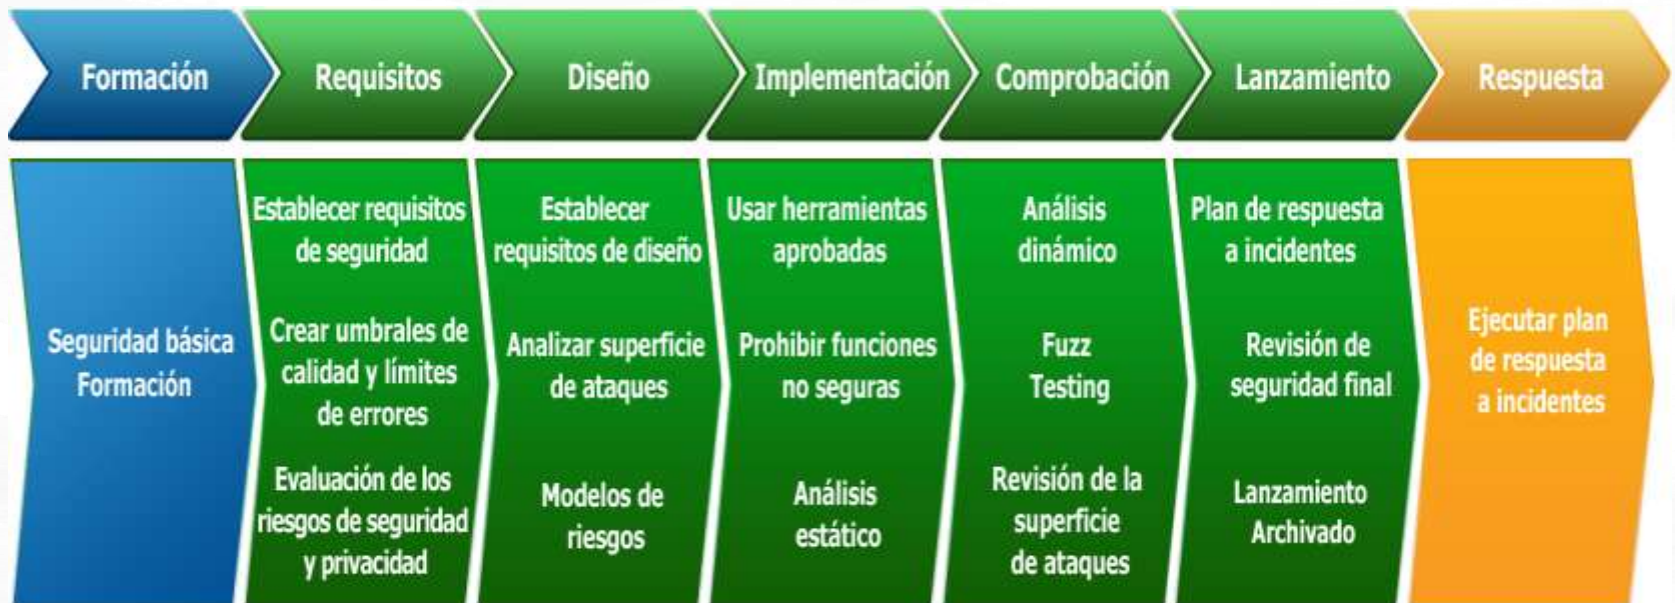 Formación
Requisitos
Diseño
Implementación
Comprobación
Lanzamiento
Respuesta
Seguridad básica
Formación
Establecer requisitos
de seguridad
Crear umbrales de
calidad y límites
de errores
Evaluación de los
riesgos de seguridad
y privacidad
Establecer
requisitos de diseño
Analizar superficie
de ataques
Modelos de
riesgos
Usar herramientas
aprobadas
Prohibir funciones
no seguras
Análisis
estático
Análisis
dinámico
Fuzz
Testing
Revisión de la
superficie
de ataques
Plan de respuesta
a incidentes
Revisión de
seguridad final
Lanzamiento
Archivado
Ejecutar plan
de respuesta
a incidentes